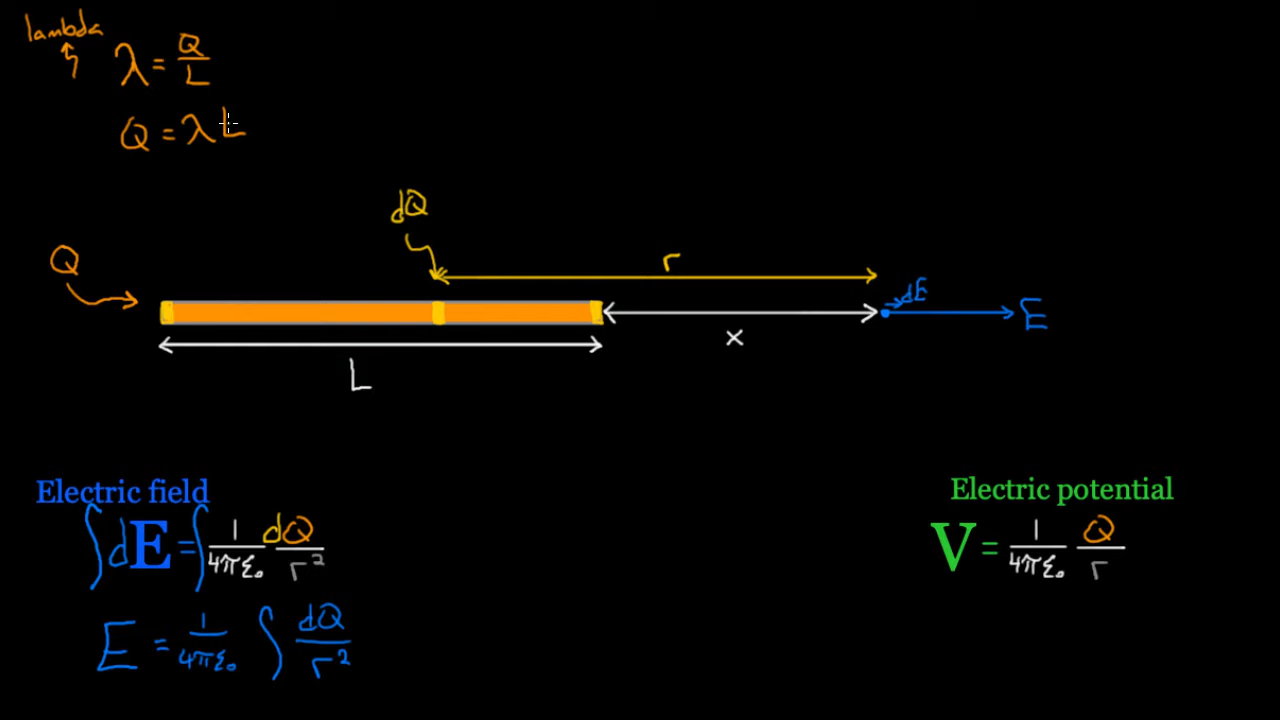 lambda
λ = Q/L
Q = λL
dQ
r
Q
dE
E
x
L
Electric field
∫dE = ∫ 1/4πε₀ dQ/r²
E = 1/4πε₀ ∫ dQ/r²
Electric potential
V = 1/4πε₀ Q/r